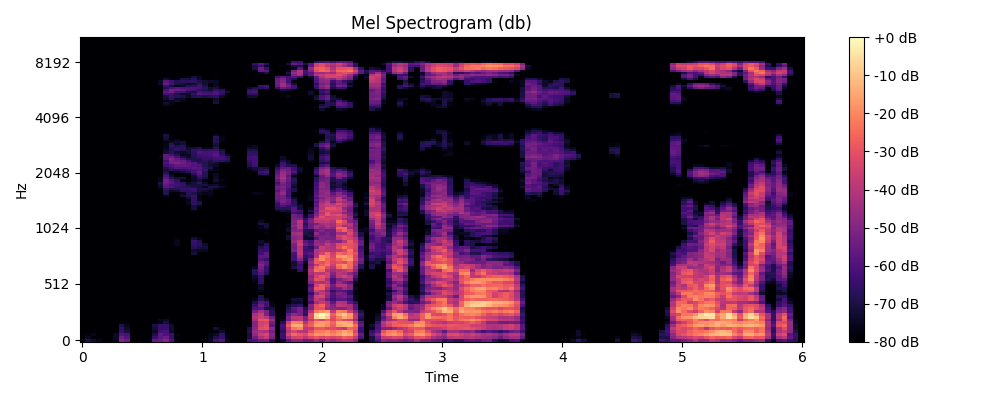 Mel Spectrogram (db)
8192
4096
2048
1024
512
0
Hz
0 1 2 3 4 5 6
Time
+0 dB
-10 dB
-20 dB
-30 dB
-40 dB
-50 dB
-60 dB
-70 dB
-80 dB